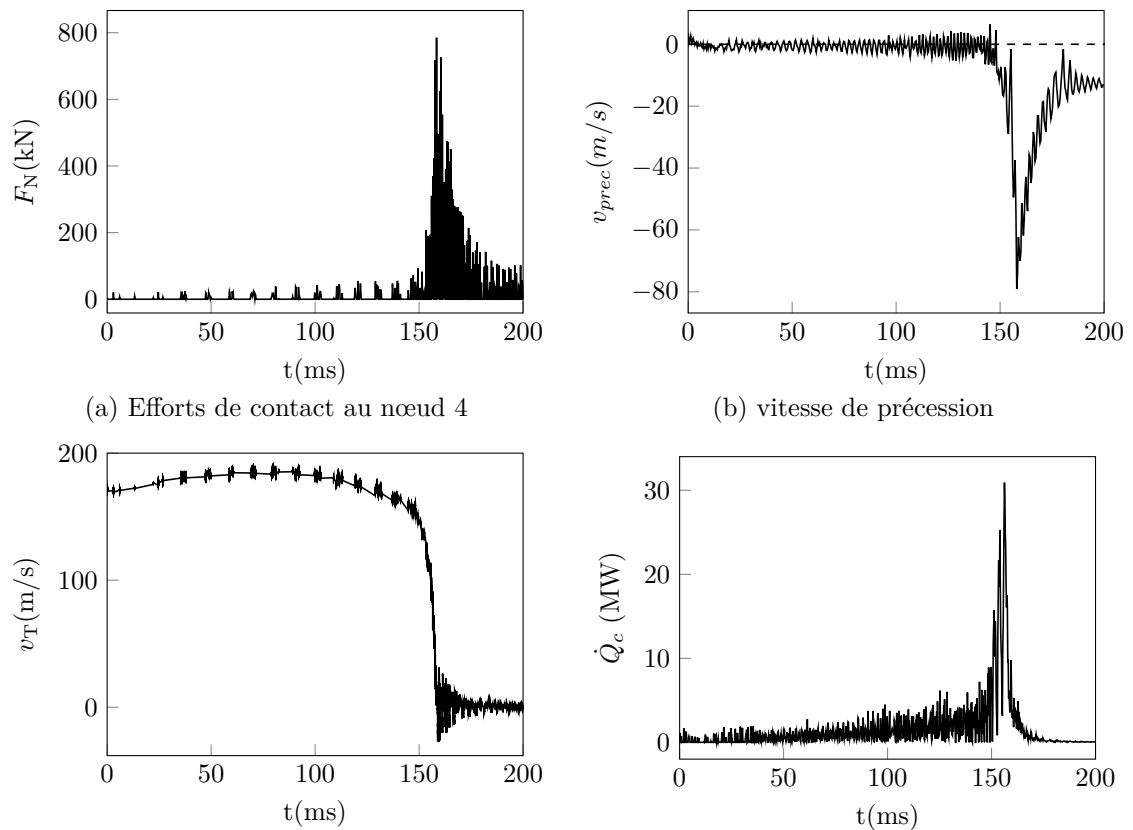 800
600
400
200
0
F_N(kN)
0 50 100 150 200
t(ms)
(a) Efforts de contact au nœud 4
0
−20
−40
−60
−80
v_prec(m/s)
0 50 100 150 200
t(ms)
(b) vitesse de précession
200
100
0
v_T(m/s)
0 50 100 150 200
t(ms)
30
20
10
0
Q̇_c (MW)
0 50 100 150 200
t(ms)